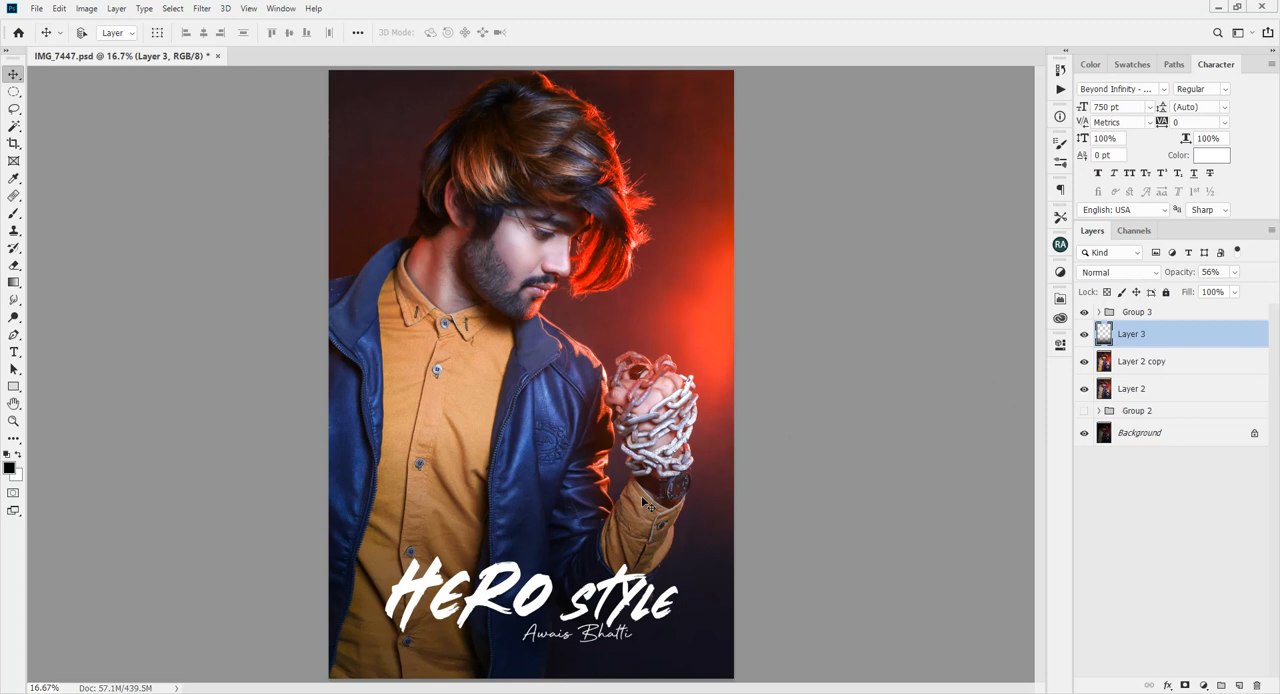 Ps File Edit Image Layer Type Select Filter 3D View Window Help
Layer 3D Mode:
IMG_7447.psd @ 16.7% (Layer 3, RGB/8) * ×
Color Swatches Paths Character
Beyond Infinity - ... Regular
750 pt (Auto)
Metrics 0
100% 100%
0 pt Color:
English: USA Sharp
Layers Channels
Kind
Normal Opacity: 56%
Lock: Fill: 100%
Group 3
Layer 3
Layer 2 copy
Layer 2
Group 2
Background
RA
HERO STYLE
Awais Bhatti
16.67% Doc: 57.1M/439.5M